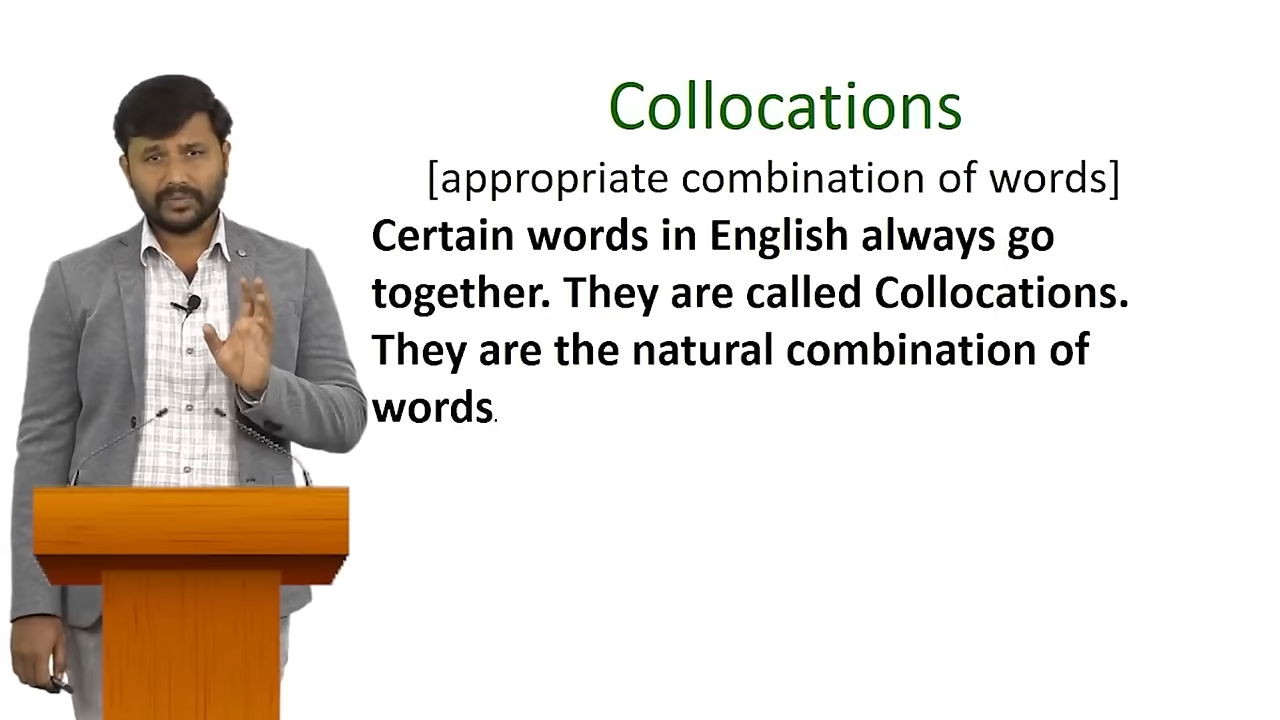 Collocations
[appropriate combination of words]
Certain words in English always go
together. They are called Collocations.
They are the natural combination of
words.